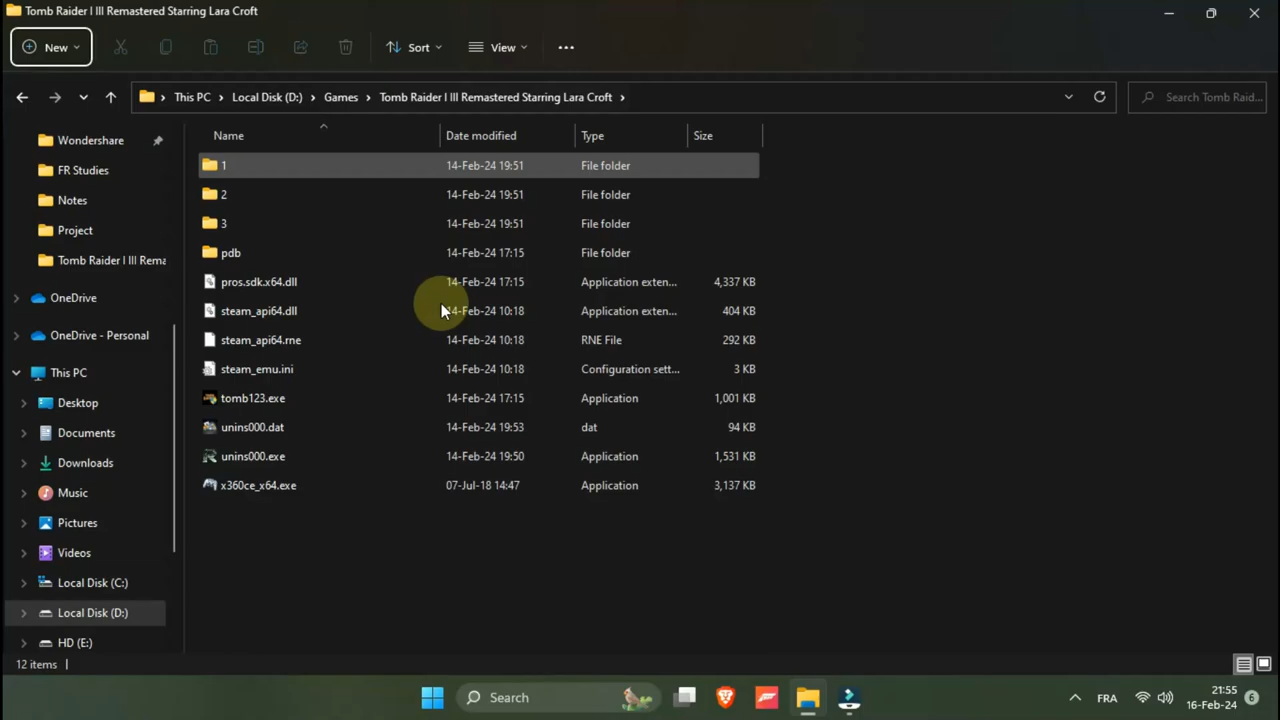 Tomb Raider I III Remastered Starring Lara Croft
New
Sort
View
This PC
Local Disk (D:)
Games
Tomb Raider I III Remastered Starring Lara Croft
Search Tomb Raid...
Wondershare
FR Studies
Notes
Project
Tomb Raider I III Rema
OneDrive
OneDrive - Personal
This PC
Desktop
Documents
Downloads
Music
Pictures
Videos
Local Disk (C:)
Local Disk (D:)
HD (E:)
Name Date modified Type Size
1 14-Feb-24 19:51 File folder
2 14-Feb-24 19:51 File folder
3 14-Feb-24 19:51 File folder
pdb 14-Feb-24 17:15 File folder
pros.sdk.x64.dll 14-Feb-24 17:15 Application exten... 4,337 KB
steam_api64.dll 14-Feb-24 10:18 Application exten... 404 KB
steam_api64.rne 14-Feb-24 10:18 RNE File 292 KB
steam_emu.ini 14-Feb-24 10:18 Configuration sett... 3 KB
tomb123.exe 14-Feb-24 17:15 Application 1,001 KB
unins000.dat 14-Feb-24 19:53 dat 94 KB
unins000.exe 14-Feb-24 19:50 Application 1,531 KB
x360ce_x64.exe 07-Jul-18 14:47 Application 3,137 KB
12 items
Search
FRA
21:55
16-Feb-24
6